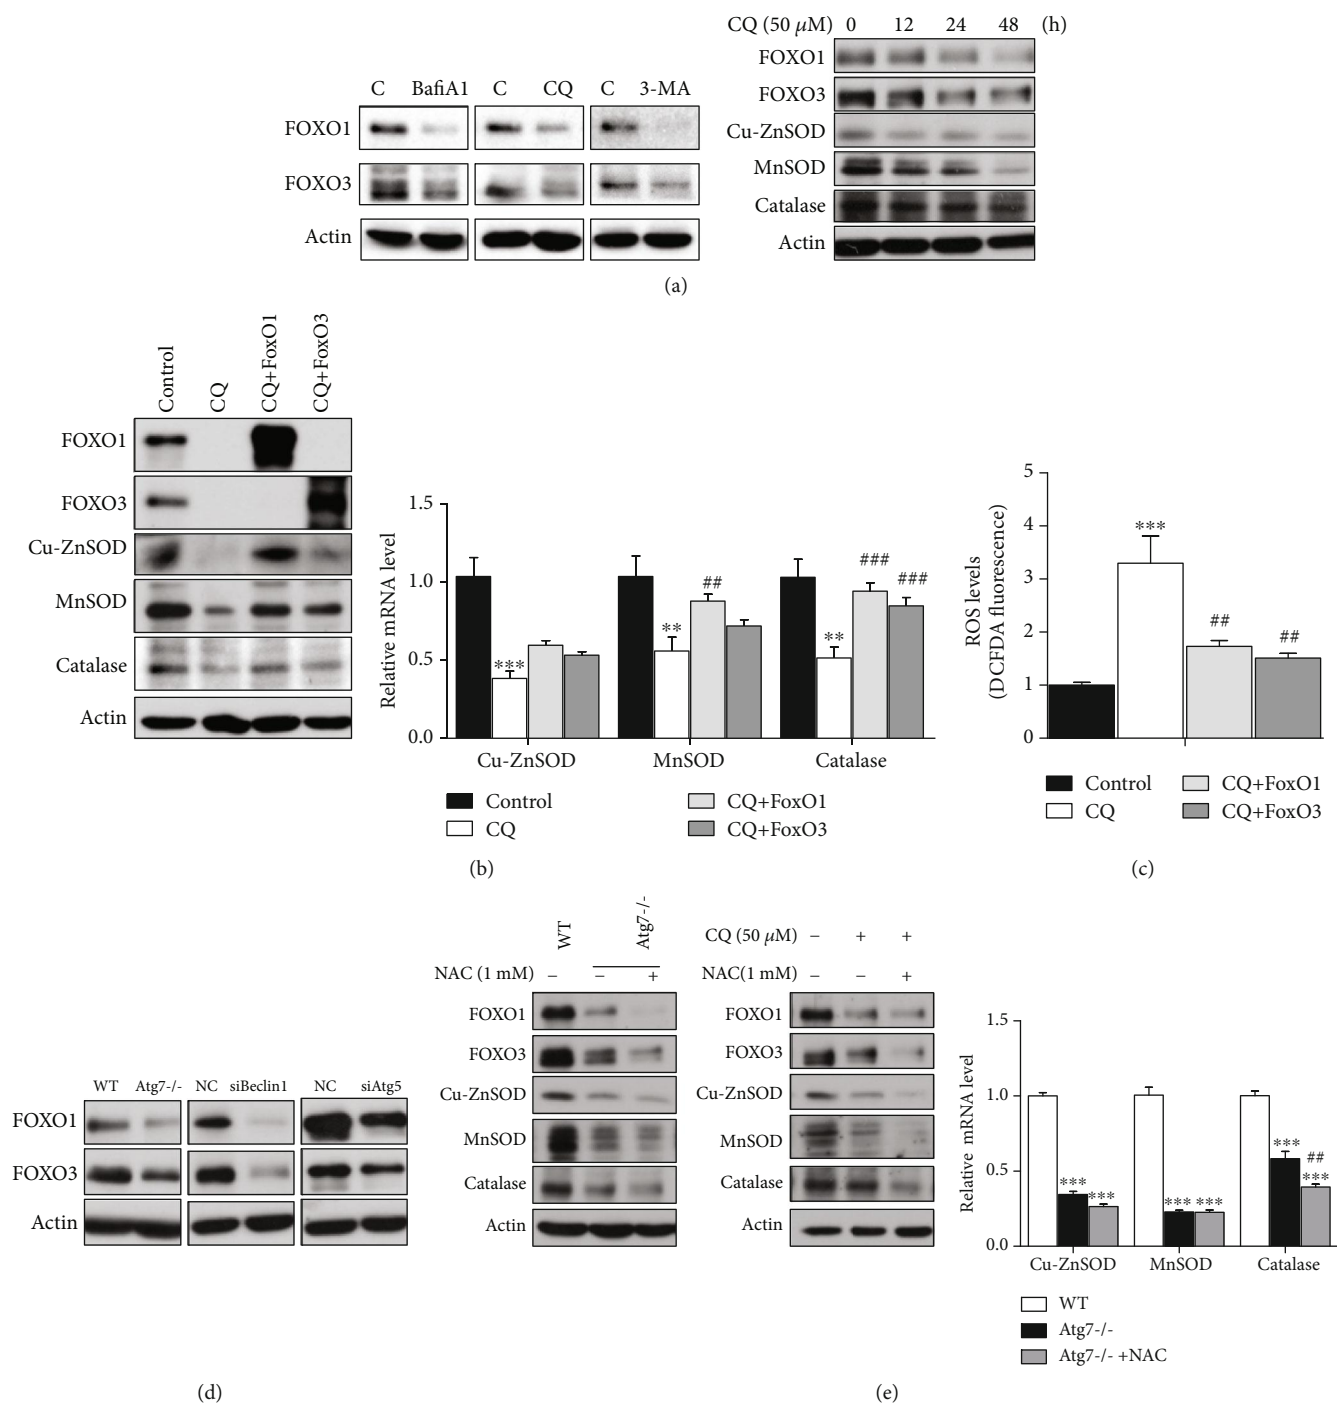 CQ (50 μM) 0 12 24 48 (h)
FOXO1
FOXO3
Cu-ZnSOD
MnSOD
Catalase
Actin
C BafiA1 C CQ C 3-MA
FOXO1
FOXO3
Actin
(a)
Control
CQ
CQ+FoxO1
CQ+FoxO3
FOXO1
FOXO3
Cu-ZnSOD
MnSOD
Catalase
Actin
Relative mRNA level
1.5
1.0
0.5
0.0
***
**
##
**
###
###
Cu-ZnSOD MnSOD Catalase
Control CQ+FoxO1
CQ CQ+FoxO3
(b)
ROS levels
(DCFDA fluorescence)
5
4
3
2
1
0
***
##
##
Control CQ+FoxO1
CQ CQ+FoxO3
(c)
WT Atg7-/- NC siBeclin1 NC siAtg5
FOXO1
FOXO3
Actin
(d)
WT
Atg7-/-
NAC (1 mM) − − +
FOXO1
FOXO3
Cu-ZnSOD
MnSOD
Catalase
Actin
CQ (50 μM) − + +
NAC(1 mM) − − +
FOXO1
FOXO3
Cu-ZnSOD
MnSOD
Catalase
Actin
Relative mRNA level
1.5
1.0
0.5
0.0
*** ***
*** ***
***
##
***
Cu-ZnSOD MnSOD Catalase
WT
Atg7-/-
Atg7-/- +NAC
(e)